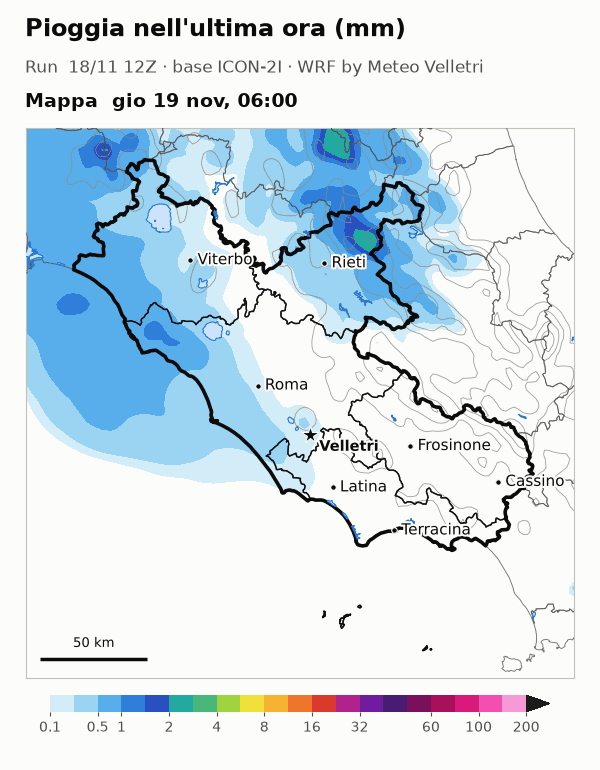 Pioggia nell'ultima ora (mm)
Run  18/11 12Z · base ICON-2I · WRF by Meteo Velletri
Mappa  gio 19 nov, 06:00
Viterbo
Rieti
Roma
Velletri
Frosinone
Cassino
Latina
Terracina
50 km
0.1 0.5 1 2 4 8 16 32 60 100 200